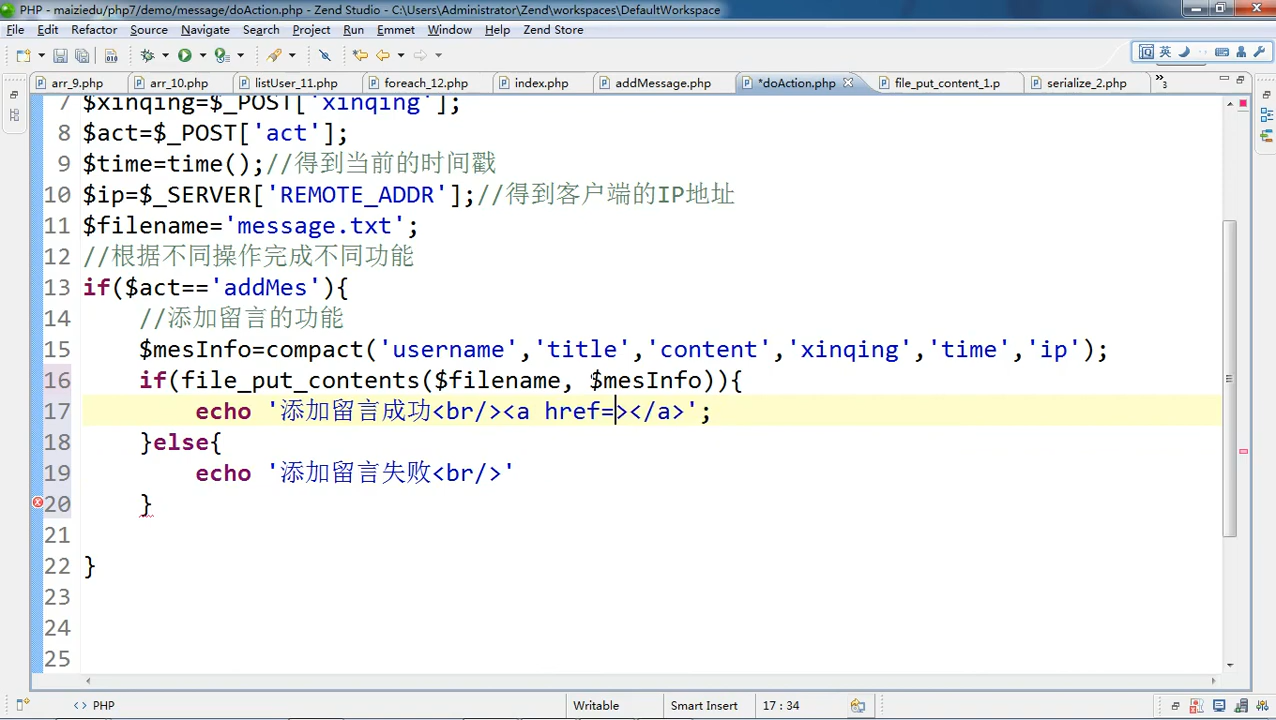 PHP - maiziedu/php7/demo/message/doAction.php - Zend Studio - C:\Users\Administrator\Zend\workspaces\DefaultWorkspace
File Edit Refactor Source Navigate Search Project Run Emmet Window Help Zend Store
英
arr_9.php arr_10.php listUser_11.php foreach_12.php index.php addMessage.php *doAction.php file_put_content_1.p serialize_2.php »3
7 $xinqing=$_POST['xinqing'];
8 $act=$_POST['act'];
9 $time=time();//得到当前的时间戳
10 $ip=$_SERVER['REMOTE_ADDR'];//得到客户端的IP地址
11 $filename='message.txt';
12 //根据不同操作完成不同功能
13 if($act=='addMes'){
14 //添加留言的功能
15 $mesInfo=compact('username','title','content','xinqing','time','ip');
16 if(file_put_contents($filename, $mesInfo)){
17 echo '添加留言成功<br/><a href=></a>';
18 }else{
19 echo '添加留言失败<br/>'
20 }
21
22 }
23
24
25
<> PHP Writable Smart Insert 17 : 34